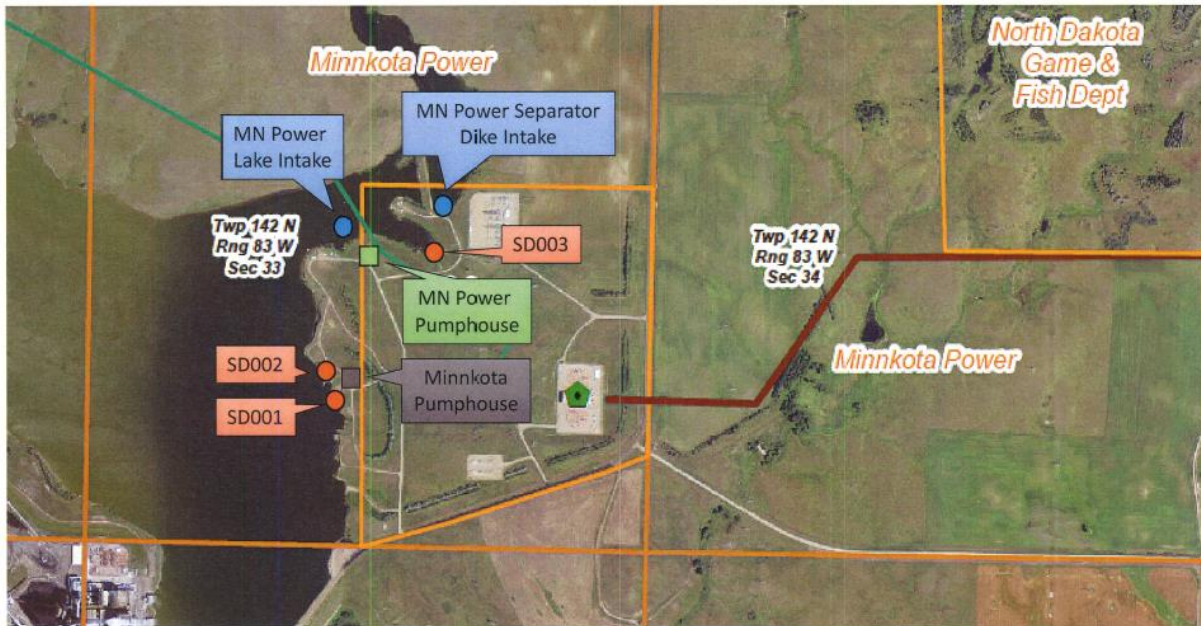 Minnkota Power
North Dakota
Game &
Fish Dept
MN Power
Lake Intake
MN Power Separator
Dike Intake
Twp 142 N
Rng 83 W
Sec 33
SD003
Twp 142 N
Rng 83 W
Sec 34
MN Power
Pumphouse
Minnkota Power
SD002
Minnkota
Pumphouse
SD001